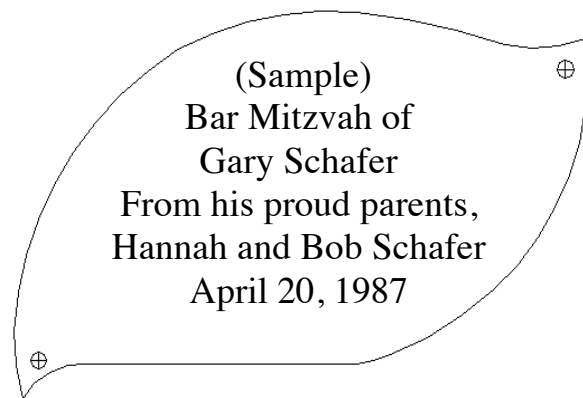 (Sample)
Bar Mitzvah of
Gary Schafer
From his proud parents,
Hannah and Bob Schafer
April 20, 1987